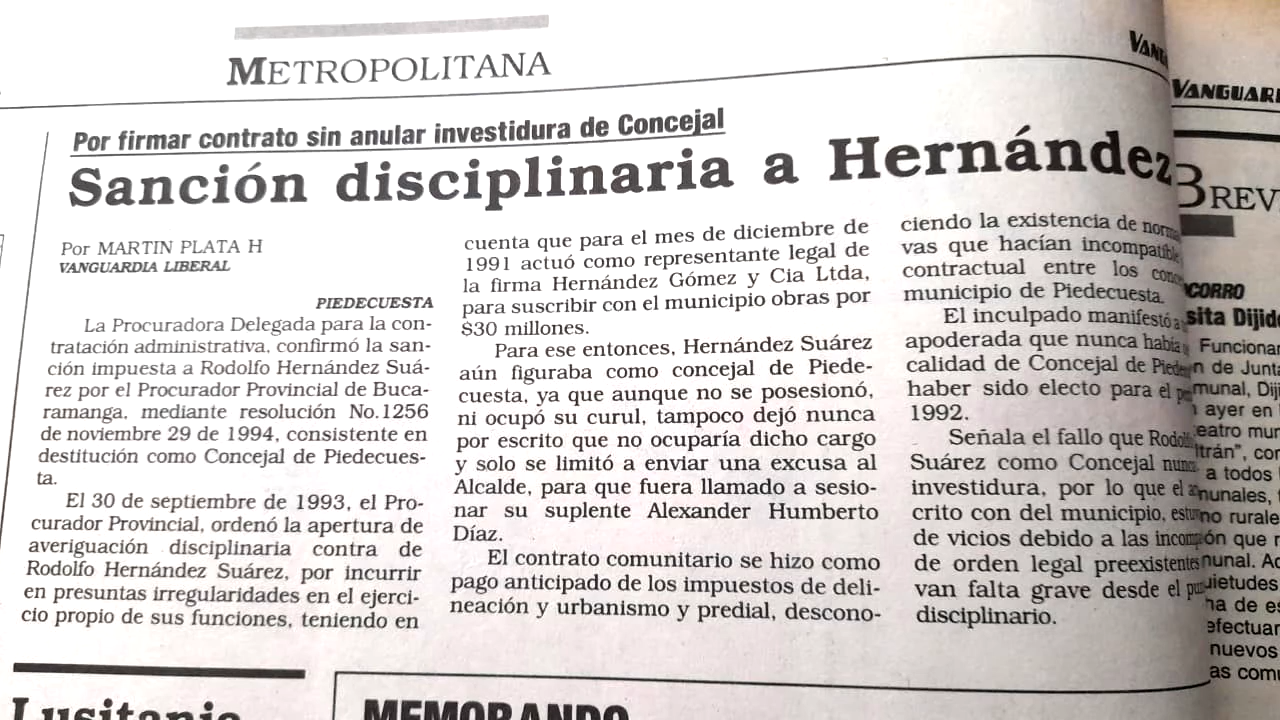 METROPOLITANA
Por firmar contrato sin anular investidura de Concejal
Sanción disciplinaria a Hernández
Por MARTIN PLATA H
VANGUARDIA LIBERAL
PIEDECUESTA
La Procuradora Delegada para la con-
tratación administrativa, confirmó la san-
ción impuesta a Rodolfo Hernández Suá-
rez por el Procurador Provincial de Buca-
ramanga, mediante resolución No.1256
de noviembre 29 de 1994, consistente en
destitución como Concejal de Piedecues-
ta.
El 30 de septiembre de 1993, el Pro-
curador Provincial, ordenó la apertura de
averiguación disciplinaria contra de
Rodolfo Hernández Suárez, por incurrir
en presuntas irregularidades en el ejerci-
cio propio de sus funciones, teniendo en
cuenta que para el mes de diciembre de
1991 actuó como representante legal de
la firma Hernández Gómez y Cia Ltda,
para suscribir con el municipio obras por
$30 millones.
Para ese entonces, Hernández Suárez
aún figuraba como concejal de Piede-
cuesta, ya que aunque no se posesionó,
ni ocupó su curul, tampoco dejó nunca
por escrito que no ocuparía dicho cargo
y solo se limitó a enviar una excusa al
Alcalde, para que fuera llamado a sesio-
nar su suplente Alexander Humberto
Díaz.
El contrato comunitario se hizo como
pago anticipado de los impuestos de deli-
neación y urbanismo y predial, descono-
ciendo la existencia de
vas que hacían incompatible
contractual entre los
municipio de Piedecuesta.
El inculpado manifestó a
apoderada que nunca había
calidad de Concejal de
haber sido electo para el
1992.
Señala el fallo que
Suárez como Concejal
investidura, por lo que el
crito con del municipio,
de vicios debido a las
de orden legal preexistentes
van falta grave desde el
disciplinario.
BREV
Funcionar
de Junta
ayer en
con
a todos
rurale
que
de es
efectuar
nuevos
as comu
MEMORANDO